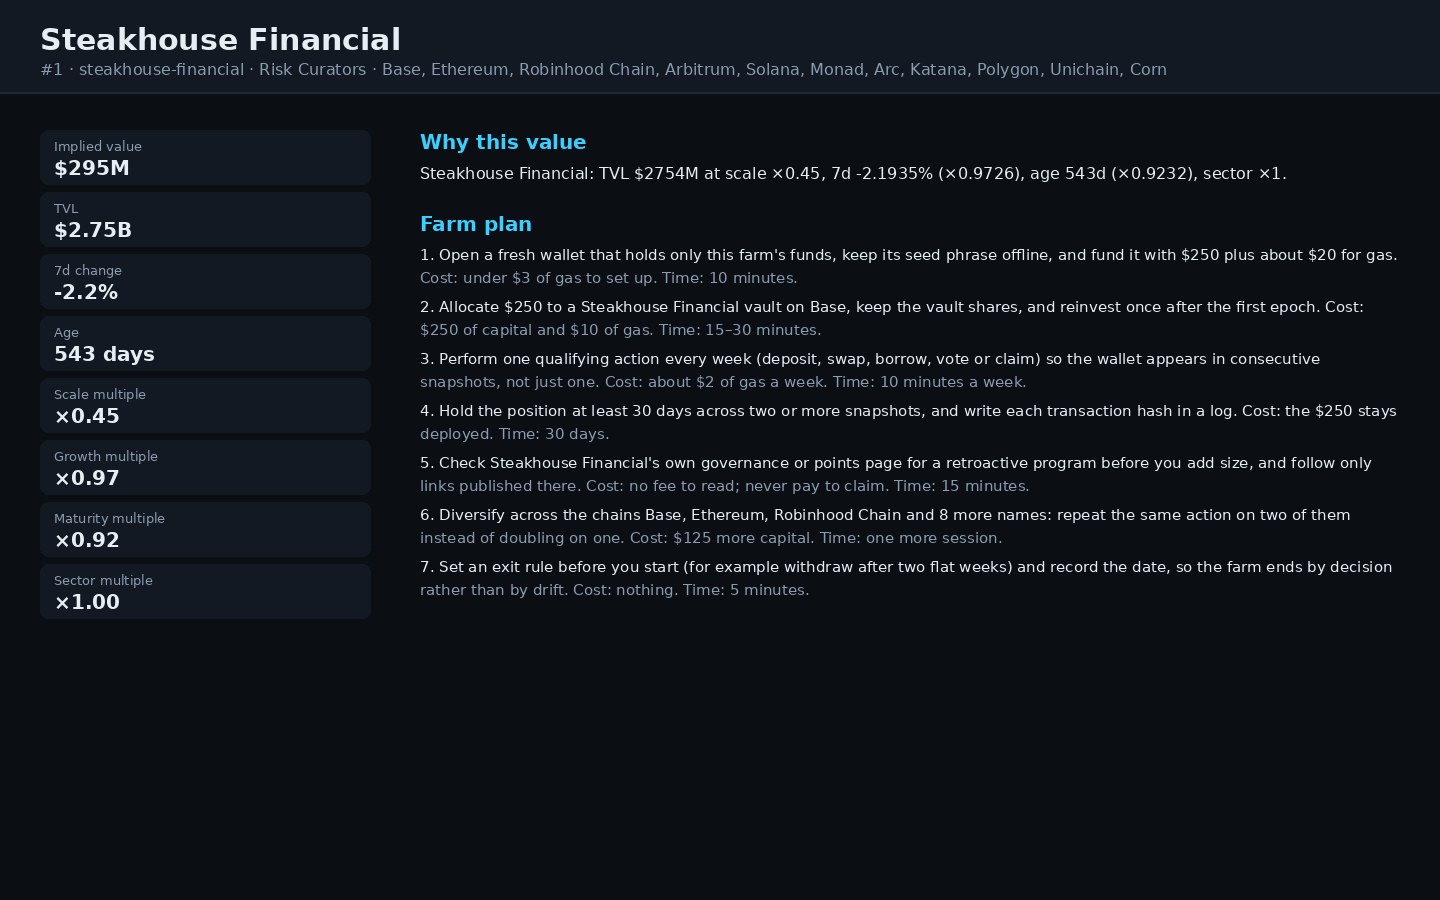 Steakhouse Financial
#1 · steakhouse-financial · Risk Curators · Base, Ethereum, Robinhood Chain, Arbitrum, Solana, Monad, Arc, Katana, Polygon, Unichain, Corn
Implied value
$295M
TVL
$2.75B
7d change
-2.2%
Age
543 days
Scale multiple
×0.45
Growth multiple
×0.97
Maturity multiple
×0.92
Sector multiple
×1.00
Why this value
Steakhouse Financial: TVL $2754M at scale ×0.45, 7d -2.1935% (×0.9726), age 543d (×0.9232), sector ×1.
Farm plan
1. Open a fresh wallet that holds only this farm's funds, keep its seed phrase offline, and fund it with $250 plus about $20 for gas.
Cost: under $3 of gas to set up. Time: 10 minutes.
2. Allocate $250 to a Steakhouse Financial vault on Base, keep the vault shares, and reinvest once after the first epoch. Cost:
$250 of capital and $10 of gas. Time: 15–30 minutes.
3. Perform one qualifying action every week (deposit, swap, borrow, vote or claim) so the wallet appears in consecutive
snapshots, not just one. Cost: about $2 of gas a week. Time: 10 minutes a week.
4. Hold the position at least 30 days across two or more snapshots, and write each transaction hash in a log. Cost: the $250 stays
deployed. Time: 30 days.
5. Check Steakhouse Financial's own governance or points page for a retroactive program before you add size, and follow only
links published there. Cost: no fee to read; never pay to claim. Time: 15 minutes.
6. Diversify across the chains Base, Ethereum, Robinhood Chain and 8 more names: repeat the same action on two of them
instead of doubling on one. Cost: $125 more capital. Time: one more session.
7. Set an exit rule before you start (for example withdraw after two flat weeks) and record the date, so the farm ends by decision
rather than by drift. Cost: nothing. Time: 5 minutes.